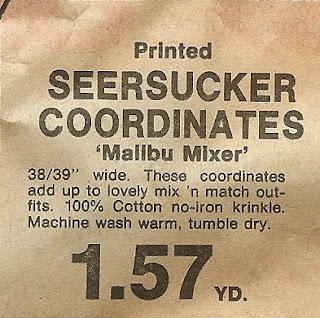 Printed
SEERSUCKER
COORDINATES
'Malibu Mixer'
38/39" wide. These coordinates
add up to lovely mix 'n match out-
fits. 100% Cotton no-iron krinkle.
Machine wash warm, tumble dry.
1.57 YD.